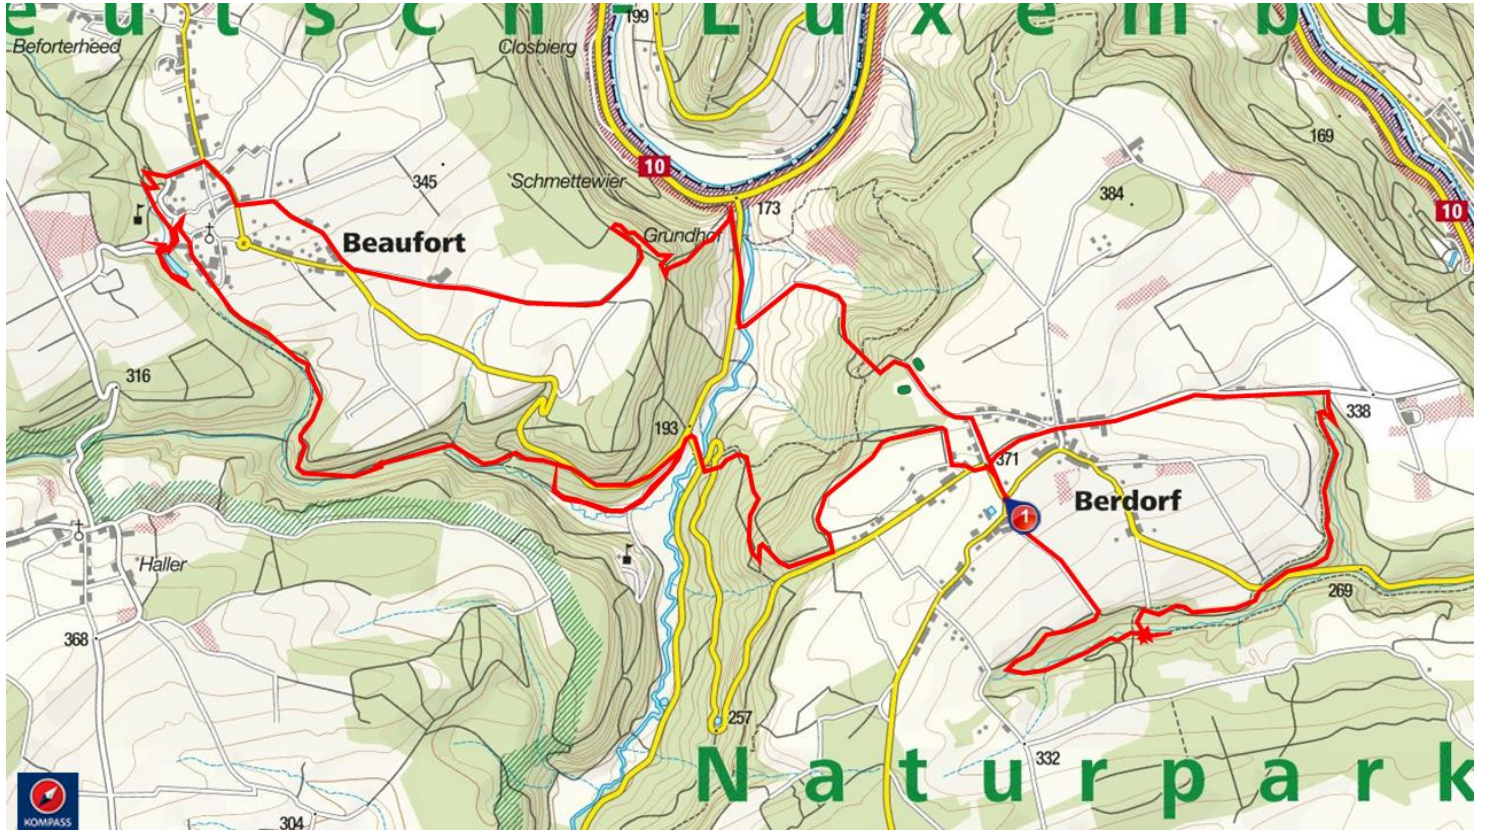 e u t s c h - L u x e m b u
199
Beforterheed
Closbierg
169
10
345
Schmettewier
384
173
10
Grundhof
Beaufort
316
338
193
371
Berdorf
1
Haller
269
368
257
332
N a t u r p a r k
304
KOMPASS